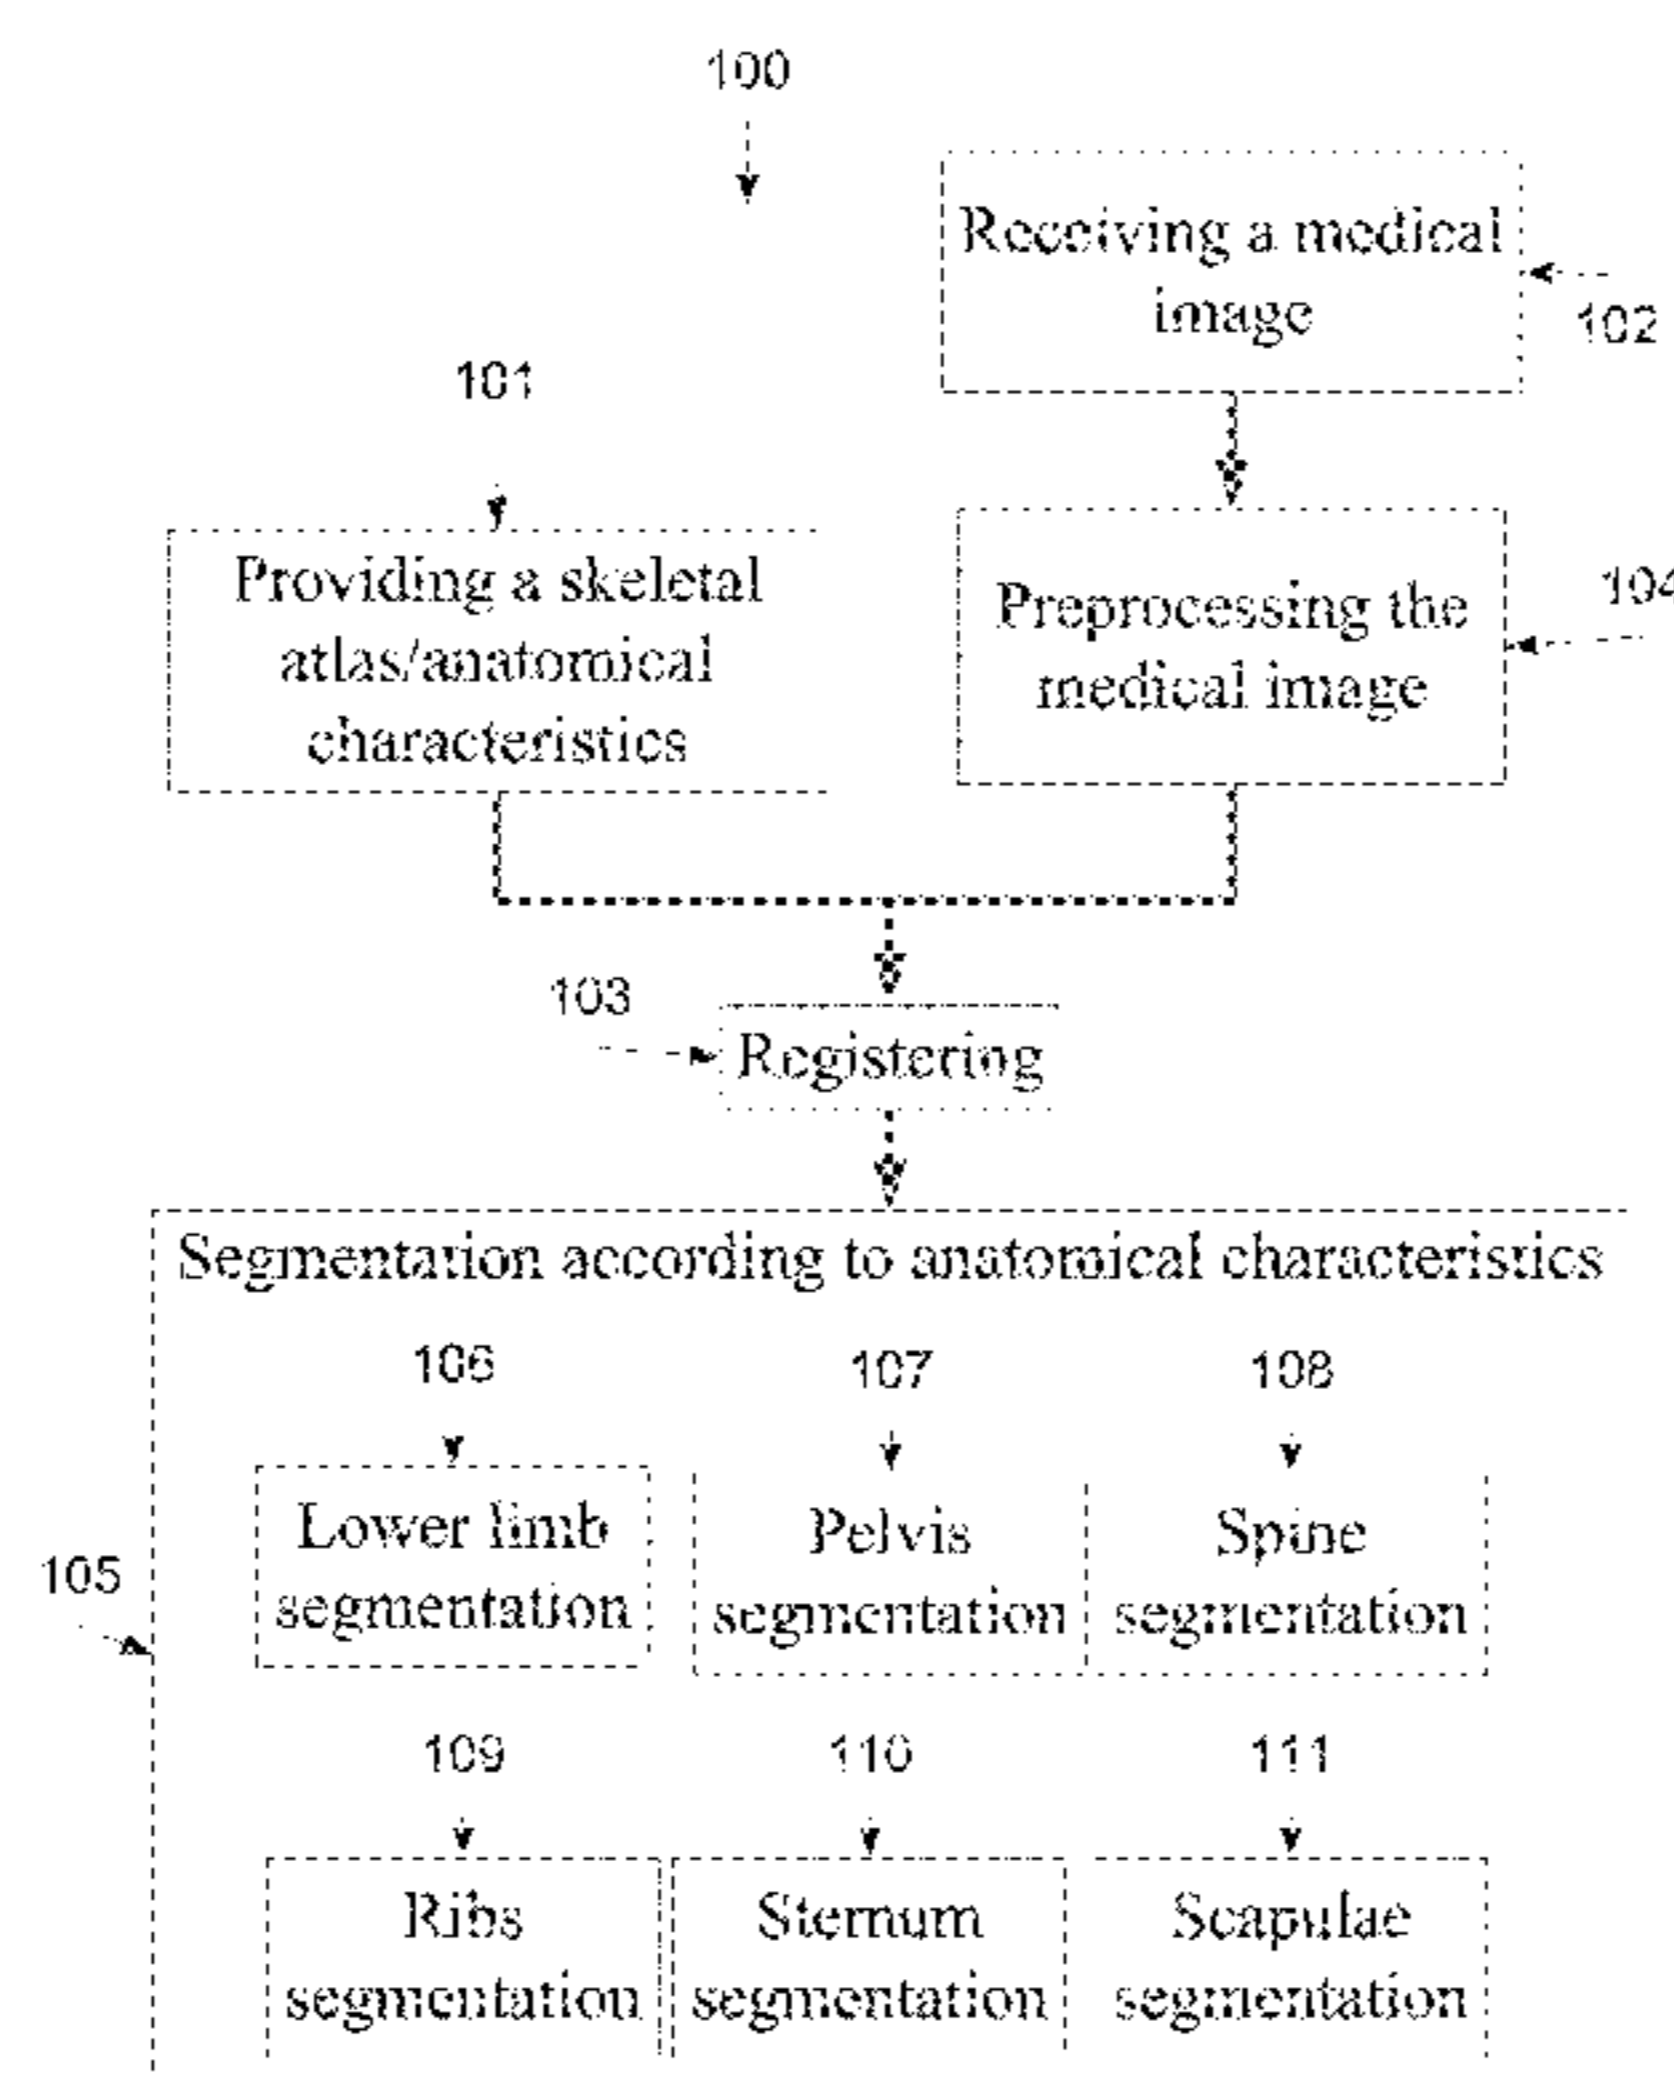 100
Receiving a medical
image
102
101
Providing a skeletal
atlas/anatomical
characteristics
Preprocessing the
medical image
104
103
Registering
Segmentation according to anatomical characteristics
106
107
108
Lower limb
segmentation
Pelvis
segmentation
Spine
segmentation
105
109
110
111
Ribs
segmentation
Sternum
segmentation
Scapulae
segmentation